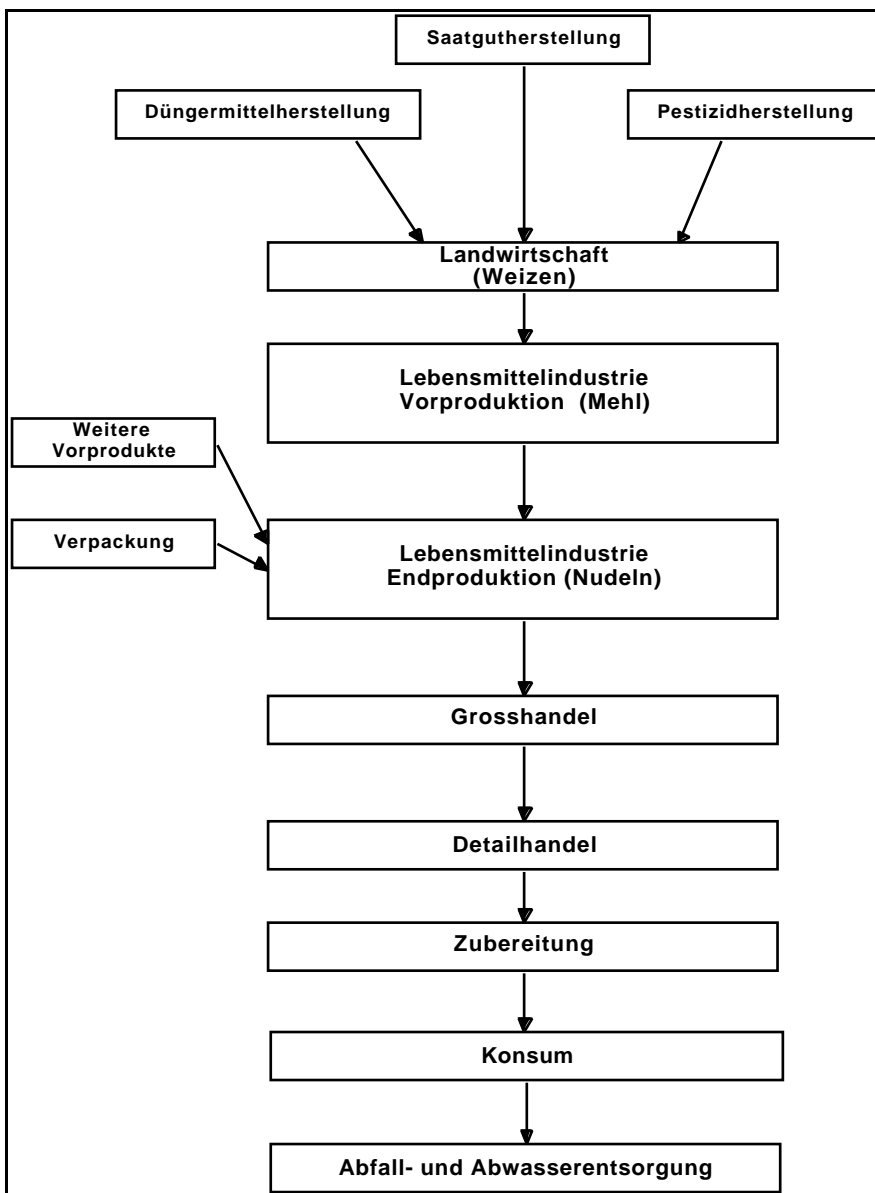 Saatgutherstellung
Düngermittelherstellung
Pestizidherstellung
Landwirtschaft
(Weizen)
Lebensmittelindustrie
Vorproduktion (Mehl)
Weitere
Vorprodukte
Verpackung
Lebensmittelindustrie
Endproduktion (Nudeln)
Grosshandel
Detailhandel
Zubereitung
Konsum
Abfall- und Abwasserentsorgung